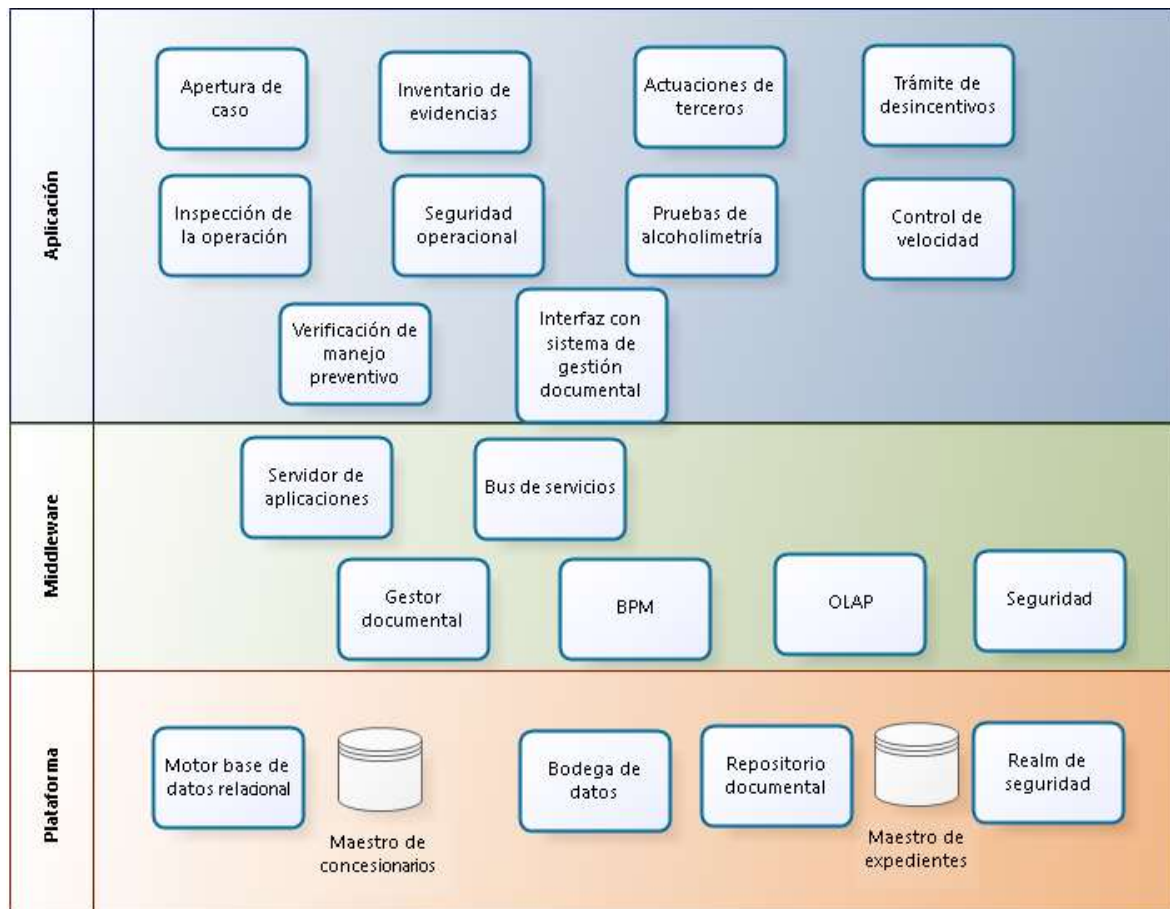 Aplicación
Apertura de
caso
Inventario de
evidencias
Actuaciones de
terceros
Trámite de
desincentivos
Inspección de
la operación
Seguridad
operacional
Pruebas de
alcoholimetría
Control de
velocidad
Verificación de
manejo
preventivo
Interfaz con
sistema de
gestión
documental
Middleware
Servidor de
aplicaciones
Bus de servicios
Gestor
documental
BPM
OLAP
Seguridad
Plataforma
Motor base de
datos relacional
Maestro de
concesionarios
Bodega de
datos
Repositorio
documental
Maestro de
expedientes
Realm de
seguridad